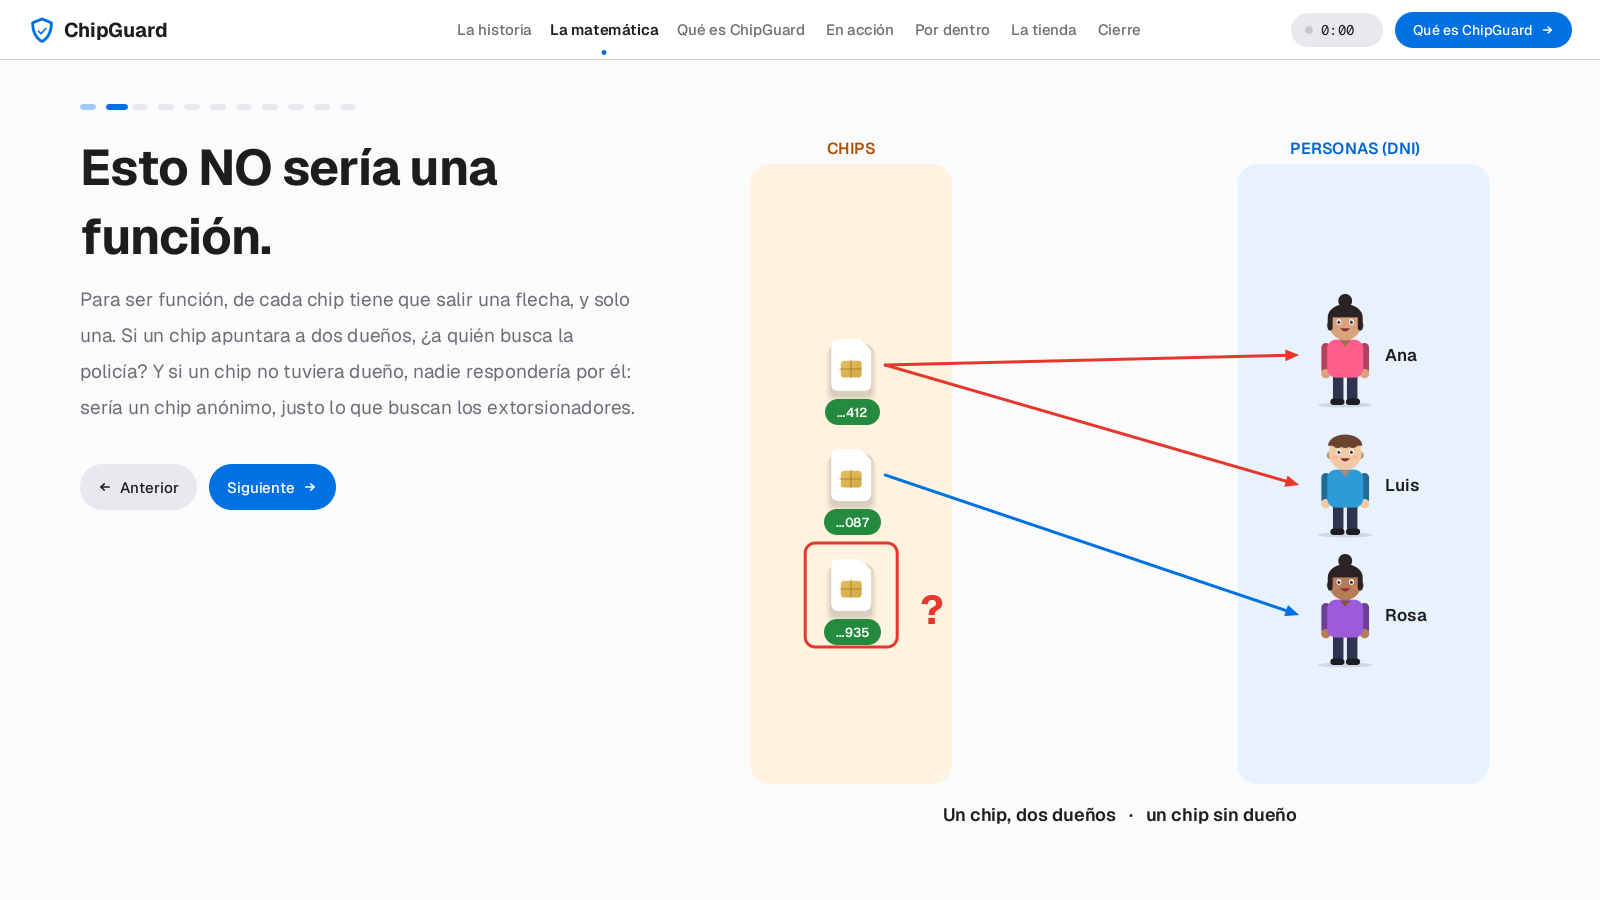 ChipGuard
La historia
La matemática
Qué es ChipGuard
En acción
Por dentro
La tienda
Cierre
0:00
Qué es ChipGuard →
Esto NO sería una
función.
Para ser función, de cada chip tiene que salir una flecha, y solo
una. Si un chip apuntara a dos dueños, ¿a quién busca la
policía? Y si un chip no tuviera dueño, nadie respondería por él:
sería un chip anónimo, justo lo que buscan los extorsionadores.
← Anterior
Siguiente →
CHIPS
PERSONAS (DNI)
...412
...087
...935
?
Ana
Luis
Rosa
Un chip, dos dueños · un chip sin dueño